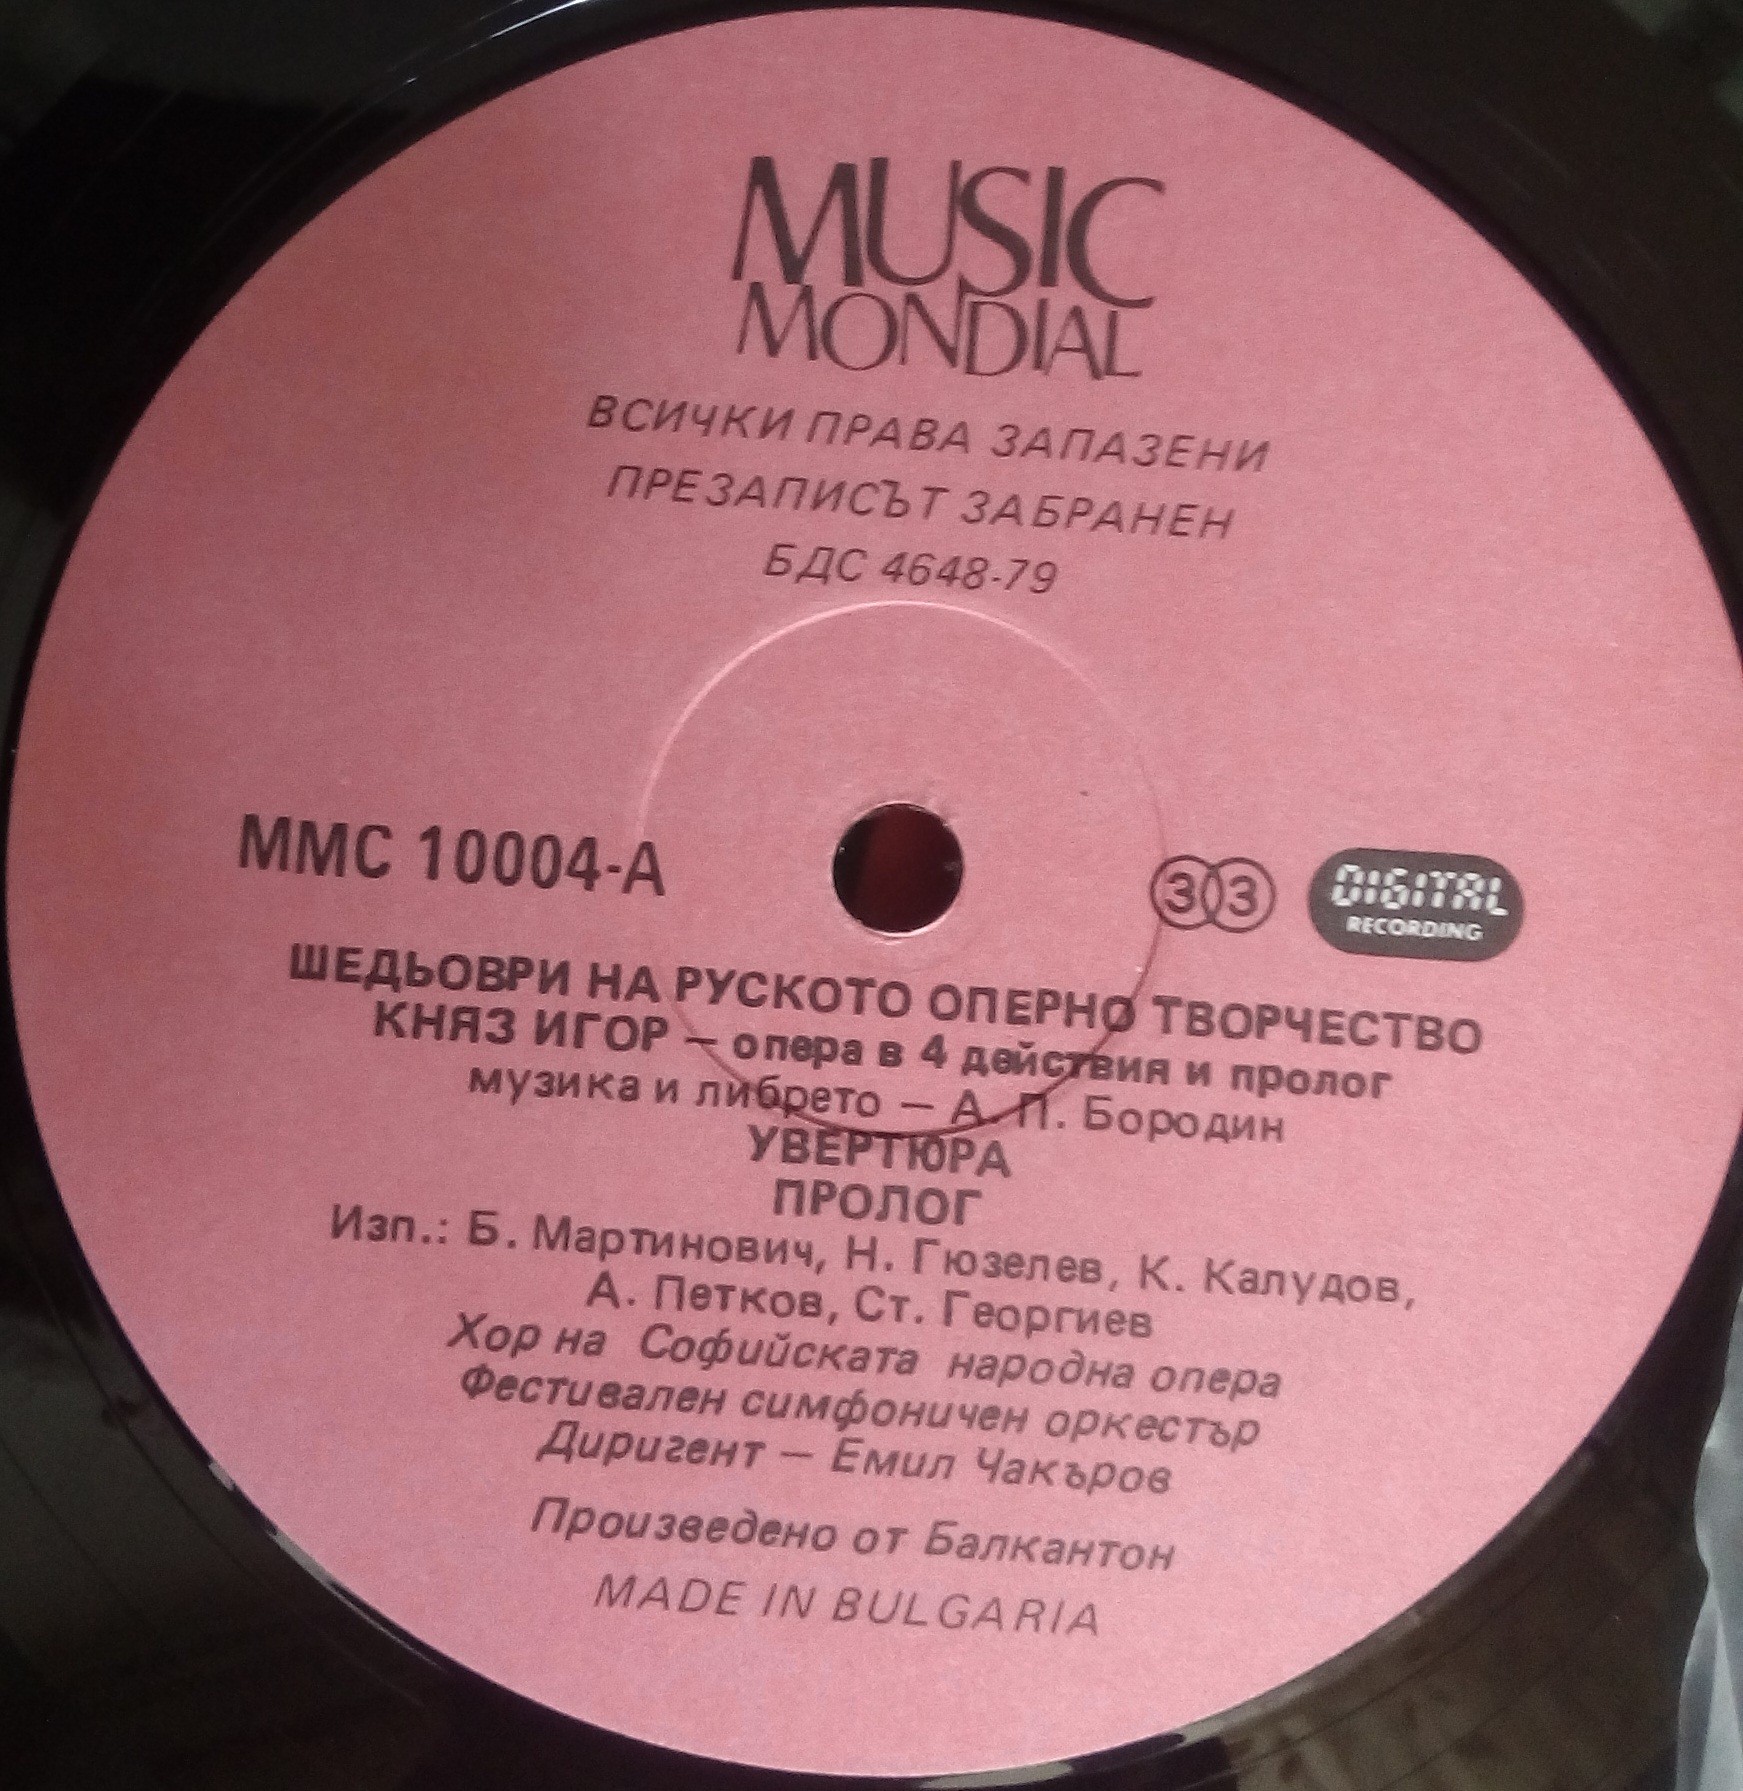 MUSIC
MONDIAL
ВСИЧКИ ПРАВА ЗАПАЗЕНИ
ПРЕЗАПИСЪТ ЗАБРАНЕН
БДС 4648-79
ММС 10004-А
33
DIGITAL
RECORDING
ШЕДЬОВРИ НА РУСКОТО ОПЕРНО ТВОРЧЕСТВО
КНЯЗ ИГОР — опера в 4 действия и пролог
музика и либрето — А. П. Бородин
УВЕРТЮРА
ПРОЛОГ
Изп.: Б. Мартинович, Н. Гюзелев, К. Калудов,
А. Петков, Ст. Георгиев
Хор на Софийската народна опера
Фестивален симфоничен оркестър
Диригент — Емил Чакъров
Произведено от Балкантон
MADE IN BULGARIA